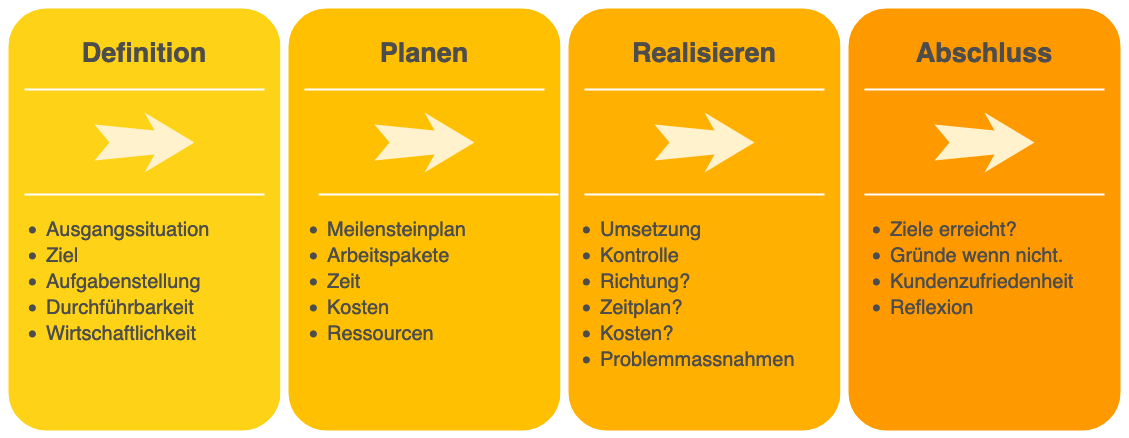 Definition
Ausgangssituation
Ziel
Aufgabenstellung
Durchführbarkeit
Wirtschaftlichkeit
Planen
Meilensteinplan
Arbeitspakete
Zeit
Kosten
Ressourcen
Realisieren
Umsetzung
Kontrolle
Richtung?
Zeitplan?
Kosten?
Problemmassnahmen
Abschluss
Ziele erreicht?
Gründe wenn nicht.
Kundenzufriedenheit
Reflexion